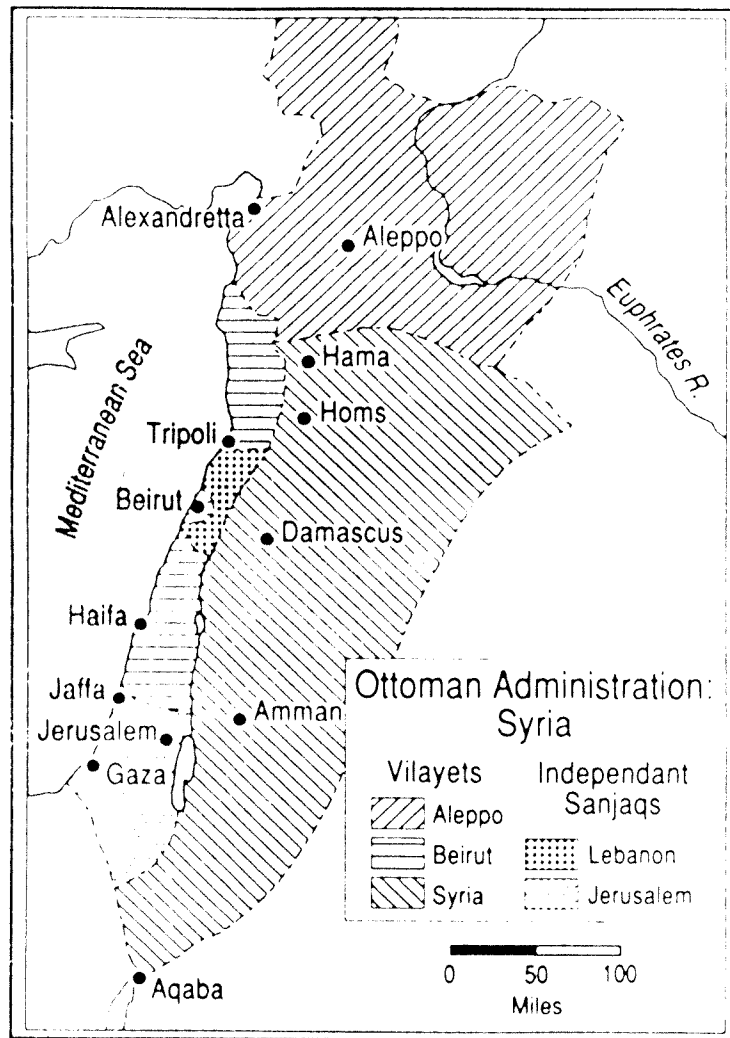 Alexandretta
Aleppo
Euphrates R.
Hama
Mediterranean Sea
Homs
Tripoli
Beirut
Damascus
Haifa
Jaffa
Amman
Jerusalem
Gaza
Ottoman Administration:
Syria
Vilayets
Aleppo
Beirut
Syria
Independant
Sanjaqs
Lebanon
Jerusalem
0 50 100
Miles
Aqaba